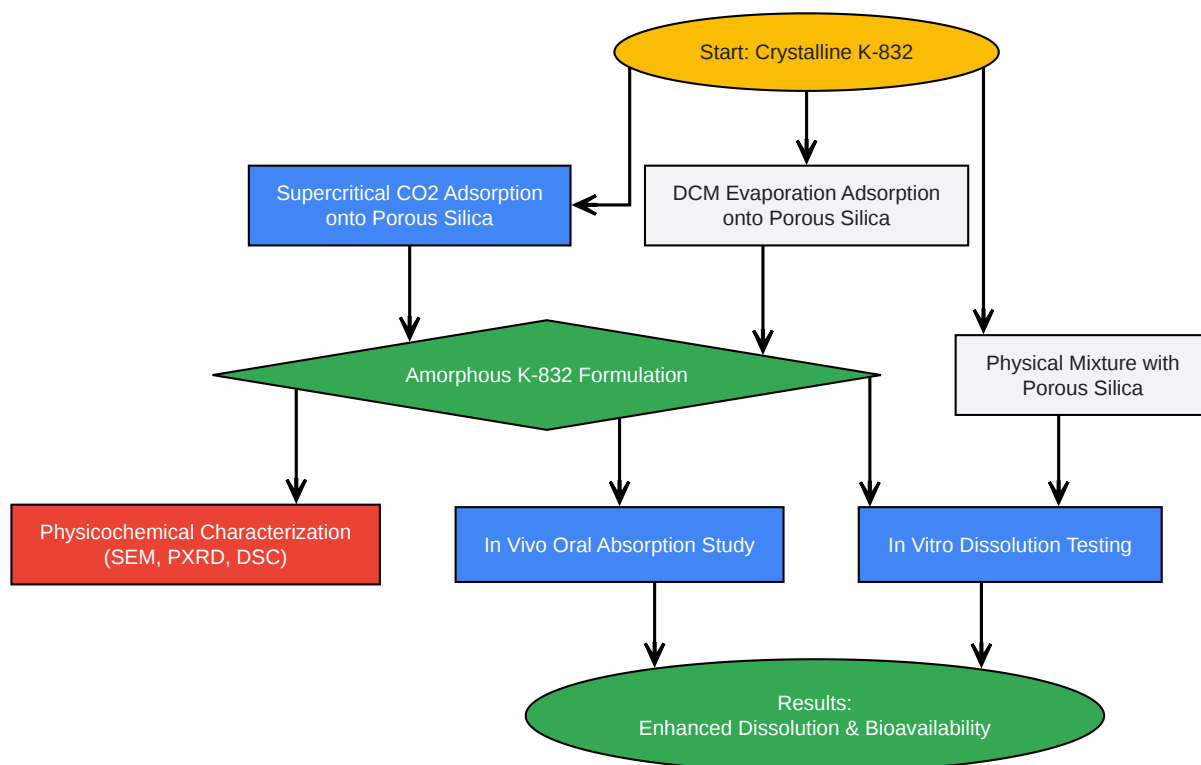 Start: Crystalline K-832
Supercritical CO2 Adsorption
onto Porous Silica
DCM Evaporation Adsorption
onto Porous Silica
Physical Mixture with
Porous Silica
Amorphous K-832 Formulation
Physicochemical Characterization
(SEM, PXRD, DSC)
In Vivo Oral Absorption Study
In Vitro Dissolution Testing
Results:
Enhanced Dissolution & Bioavailability